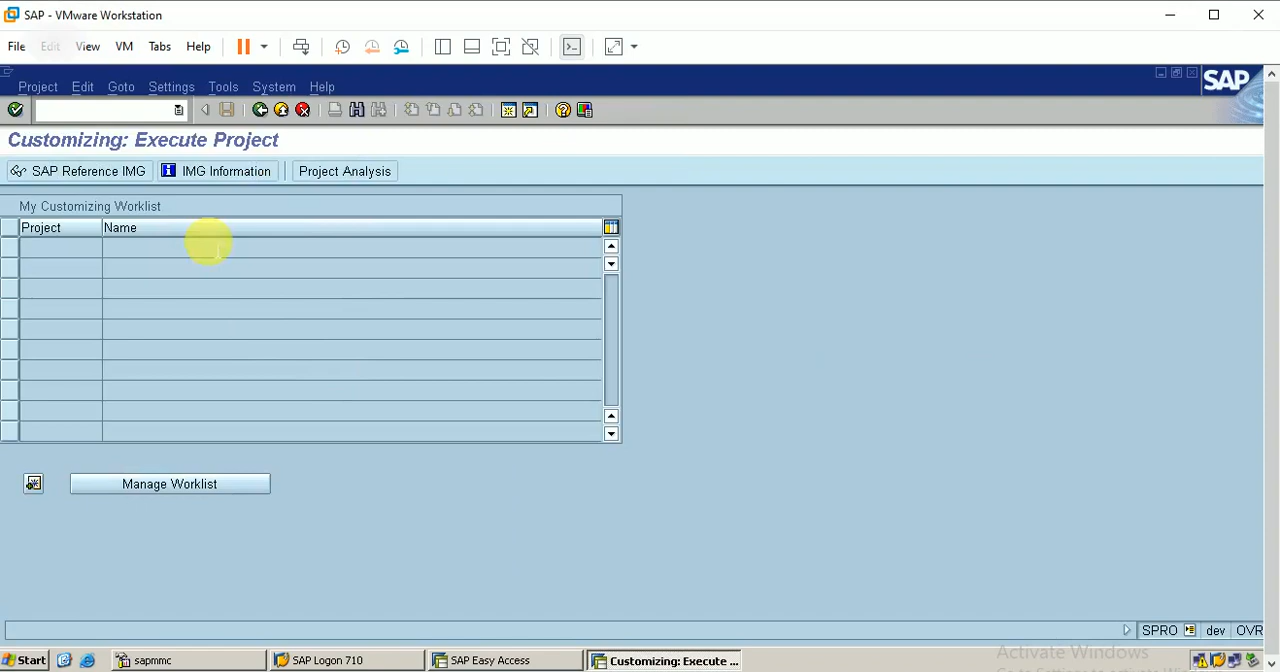 SAP - VMware Workstation
File Edit View VM Tabs Help
Project Edit Goto Settings Tools System Help
SAP
Customizing: Execute Project
SAP Reference IMG IMG Information Project Analysis
My Customizing Worklist
Project Name
Manage Worklist
SPRO dev OVR
Activate Windows
Start sapmmc SAP Logon 710 SAP Easy Access Customizing: Execute ...